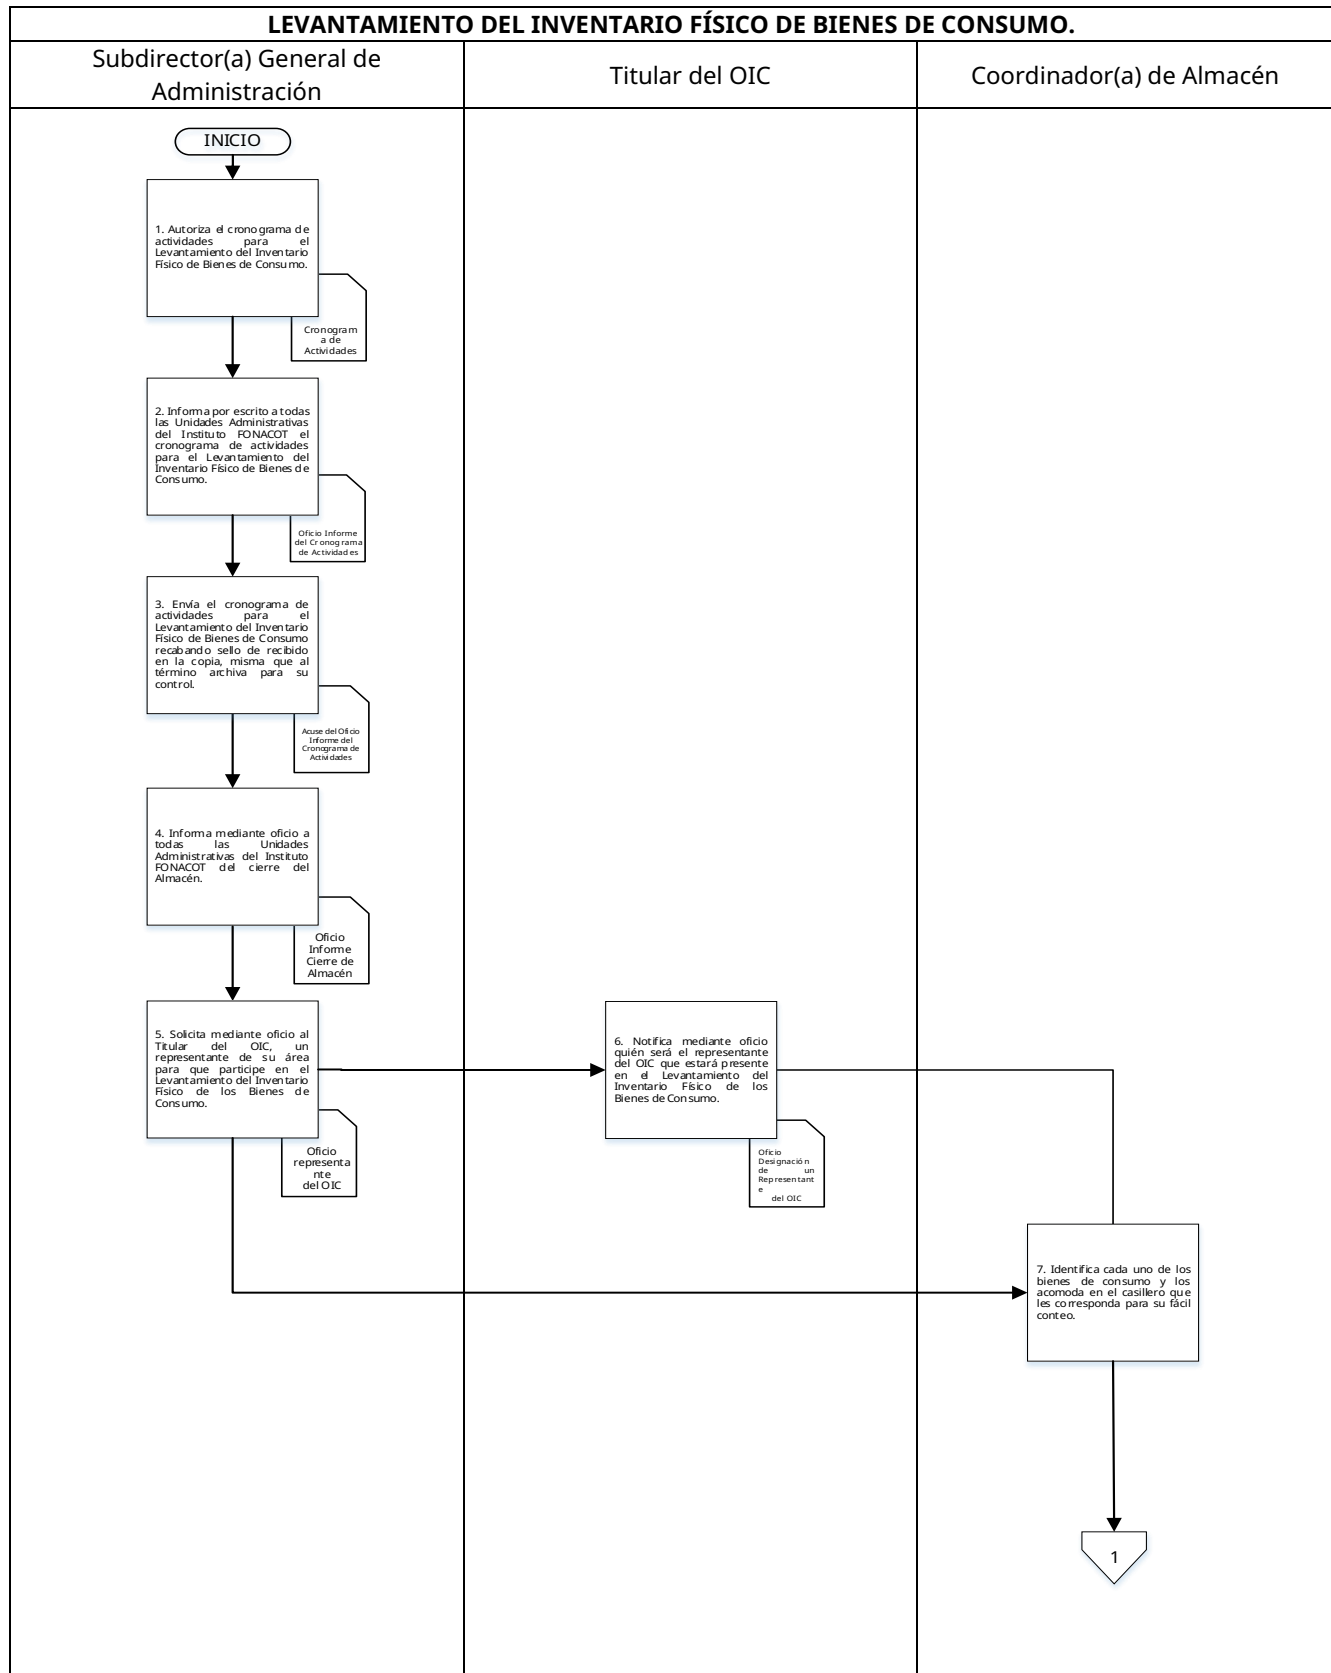 LEVANTAMIENTO DEL INVENTARIO FÍSICO DE BIENES DE CONSUMO.
Subdirector(a) General de
Administración
Titular del OIC
Coordinador(a) de Almacén
INICIO
1. Autoriza el cronograma de
actividades para el
Levantamiento del Inventario
Físico de Bienes de Consumo.
Cronogram
a de
Actividades
2. Informa por escrito a todas
las Unidades Administrativas
del Instituto FONACOT el
cronograma de actividades
para el Levantamiento del
Inventario Físico de Bienes de
Consumo.
Oficio Informe
del Cronograma
de Actividades
3. Envía el cronograma de
actividades para el
Levantamiento del Inventario
Físico de Bienes de Consumo
recabando sello de recibido
en la copia, misma que al
término archiva para su
control.
Acuse del Oficio
Informe del
Cronograma de
Actividades
4. Informa mediante oficio a
todas las Unidades
Administrativas del Instituto
FONACOT del cierre del
Almacén.
Oficio
Informe
Cierre de
Almacén
5. Solicita mediante oficio al
Titular del OIC, un
representante de su área
para que participe en el
Levantamiento del Inventario
Físico de los Bienes de
Consumo.
Oficio
representa
nte
del OIC
6. Notifica mediante oficio
quién será el representante
del OIC que estará presente
en el Levantamiento del
Inventario Físico de los
Bienes de Consumo.
Oficio
Designación
de un
Representant
e
del OIC
7. Identifica cada uno de los
bienes de consumo y los
acomoda en el casillero que
les corresponda para su fácil
conteo.
1